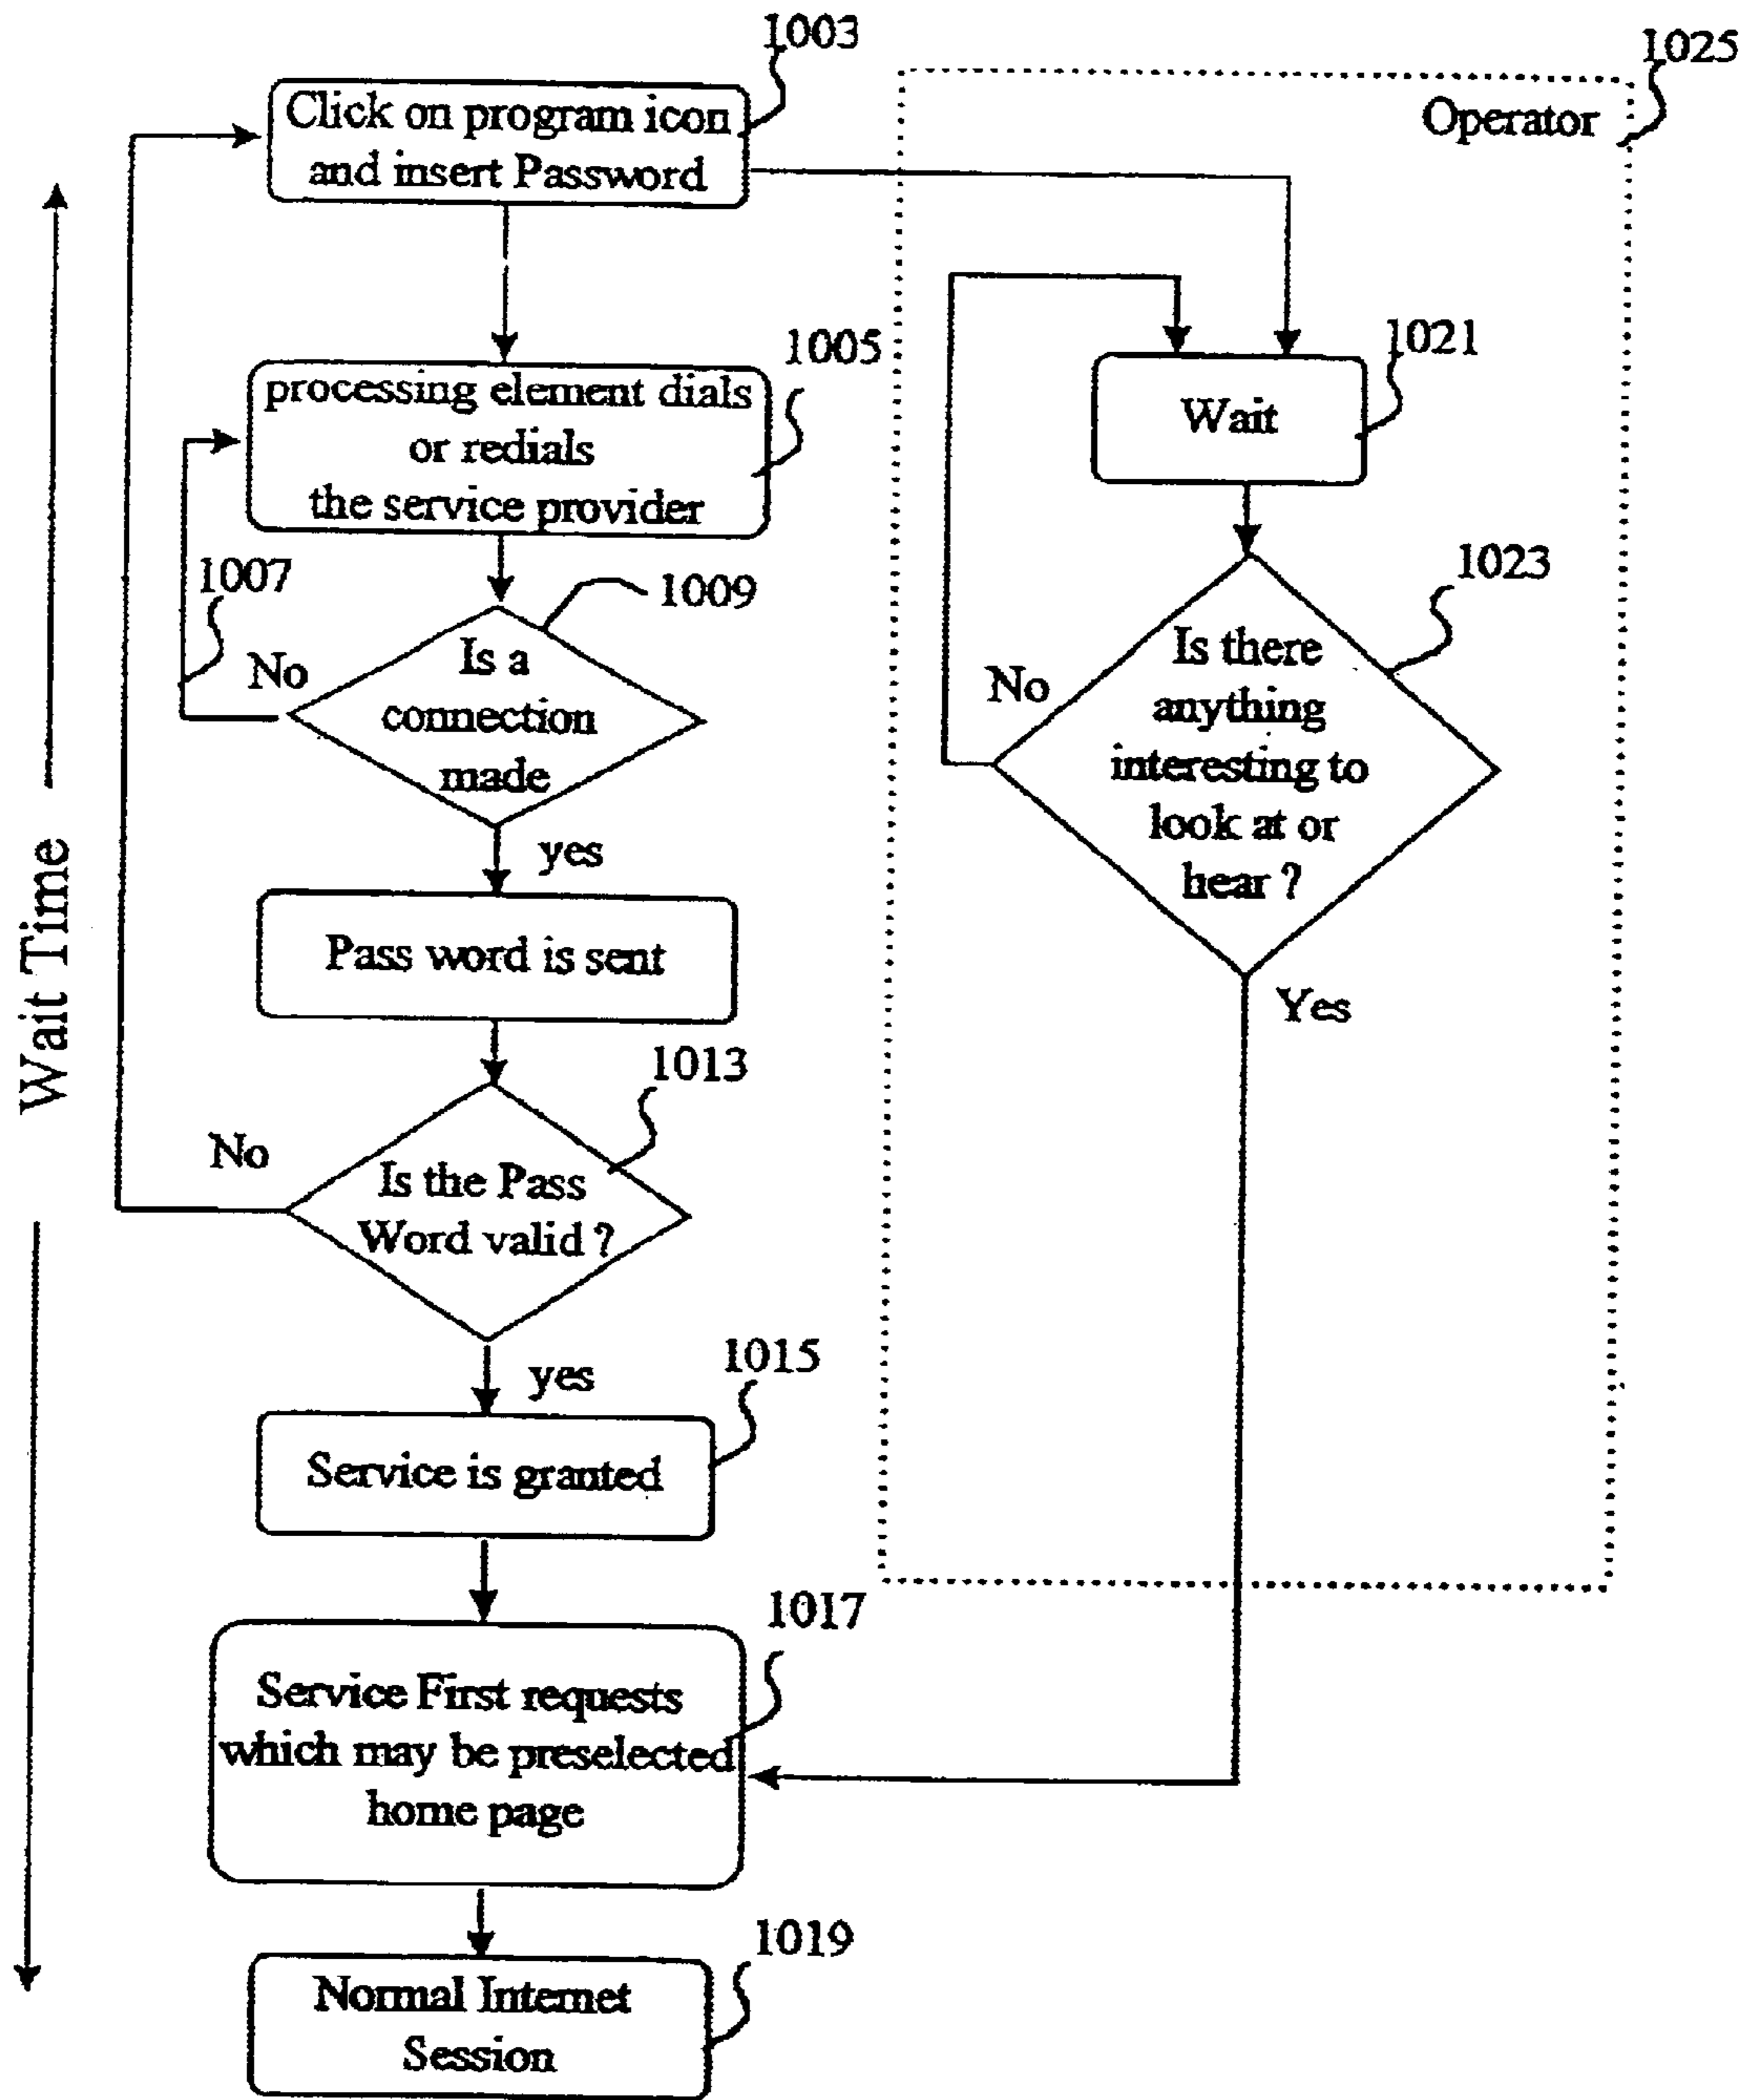 1003
Click on program icon
and insert Password
1025
Operator
1005
processing element dials
or redials
the service provider
1021
Wait
1007
1009
No
Is a
connection
made
yes
1023
Is there
anything
interesting to
look at or
hear ?
No
Yes
Wait Time
Pass word is sent
1013
No
Is the Pass
Word valid ?
yes
1015
Service is granted
1017
Service First requests
which may be preselected
home page
1019
Normal Internet
Session